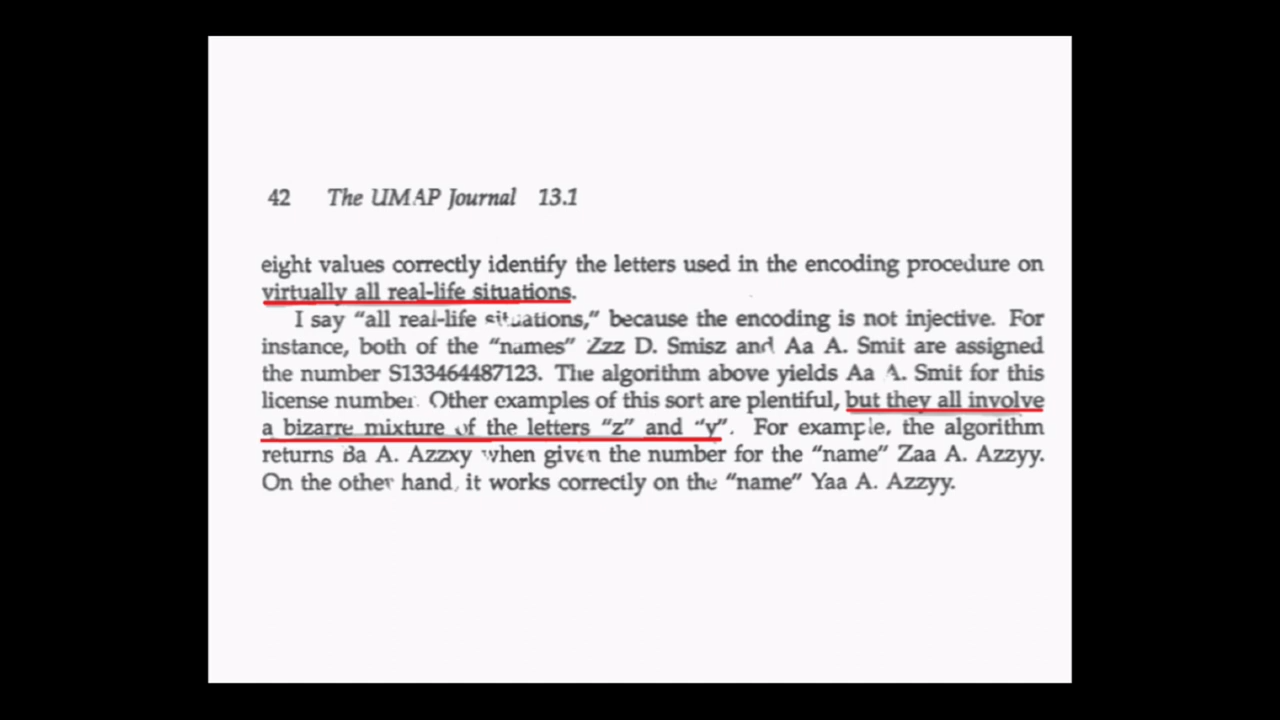 42 The UMAP Journal 13.1
eight values correctly identify the letters used in the encoding procedure on
virtually all real-life situations.
I say “all real-life situations,” because the encoding is not injective. For
instance, both of the “names” Zzz D. Smisz and Aa A. Smit are assigned
the number S133464487123. The algorithm above yields Aa A. Smit for this
license number. Other examples of this sort are plentiful, but they all involve
a bizarre mixture of the letters “z” and “y”. For example, the algorithm
returns Ba A. Azzxy when given the number for the “name” Zaa A. Azzyy.
On the other hand, it works correctly on the “name” Yaa A. Azzyy.